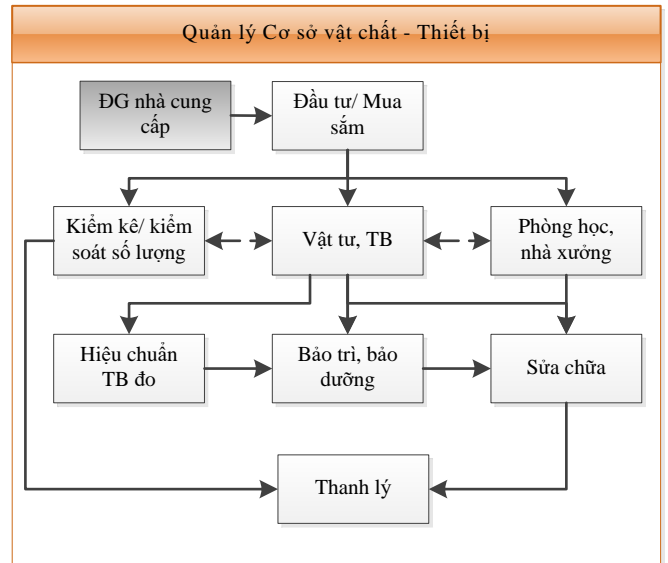 Quản lý Cơ sở vật chất - Thiết bị
ĐG nhà cung
cấp
Đầu tư/ Mua
sắm
Kiểm kê/ kiểm
soát số lượng
Vật tư, TB
Phòng học,
nhà xưởng
Hiệu chuẩn
TB đo
Bảo trì, bảo
dưỡng
Sửa chữa
Thanh lý